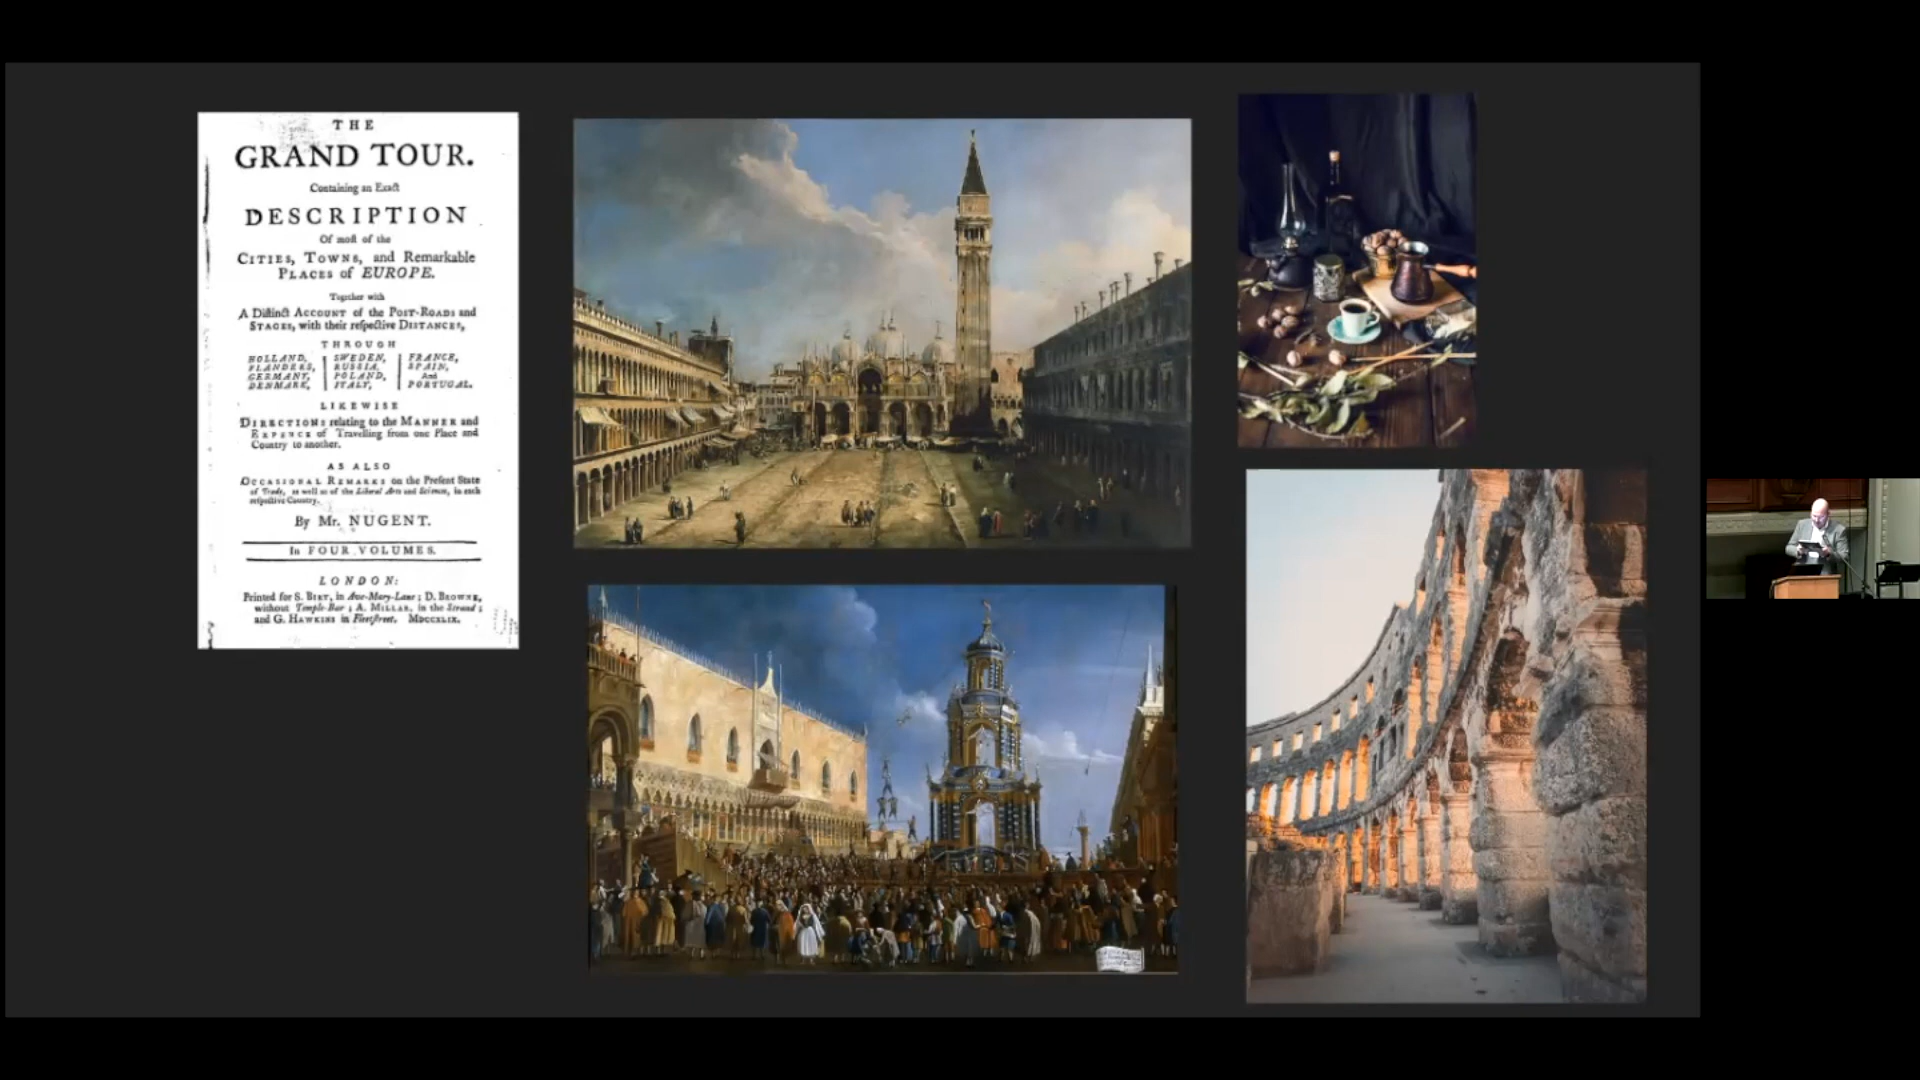 THE
GRAND TOUR.
Containing an Exact
DESCRIPTION
Of most of the
CITIES, TOWNS, and Remarkable
PLACES of EUROPE.
Together with
A Distinct ACCOUNT of the POST-ROADS and
STAGES, with their respective DISTANCES,
THROUGH
HOLLAND, SWEDEN, FRANCE,
FLANDERS, RUSSIA, SPAIN,
GERMANY, POLAND, And
DENMARK, ITALY, PORTUGAL.
LIKEWISE
DIRECTIONS relating to the MANNER and
EXPENCE of Travelling from one Place and
Country to another.
AS ALSO
OCCASIONAL REMARKS on the Present State
of Trade, as well as of the Liberal Arts and Sciences, in each
respective Country.
By Mr. NUGENT.
In FOUR VOLUMES.
LONDON:
Printed for S. BIRT, in Ave-Mary-Lane; D. BROWNE,
without Temple-Bar; A. MILLAR, in the Strand;
and G. HAWKINS in Fleetstreet. MDCCXLIX.